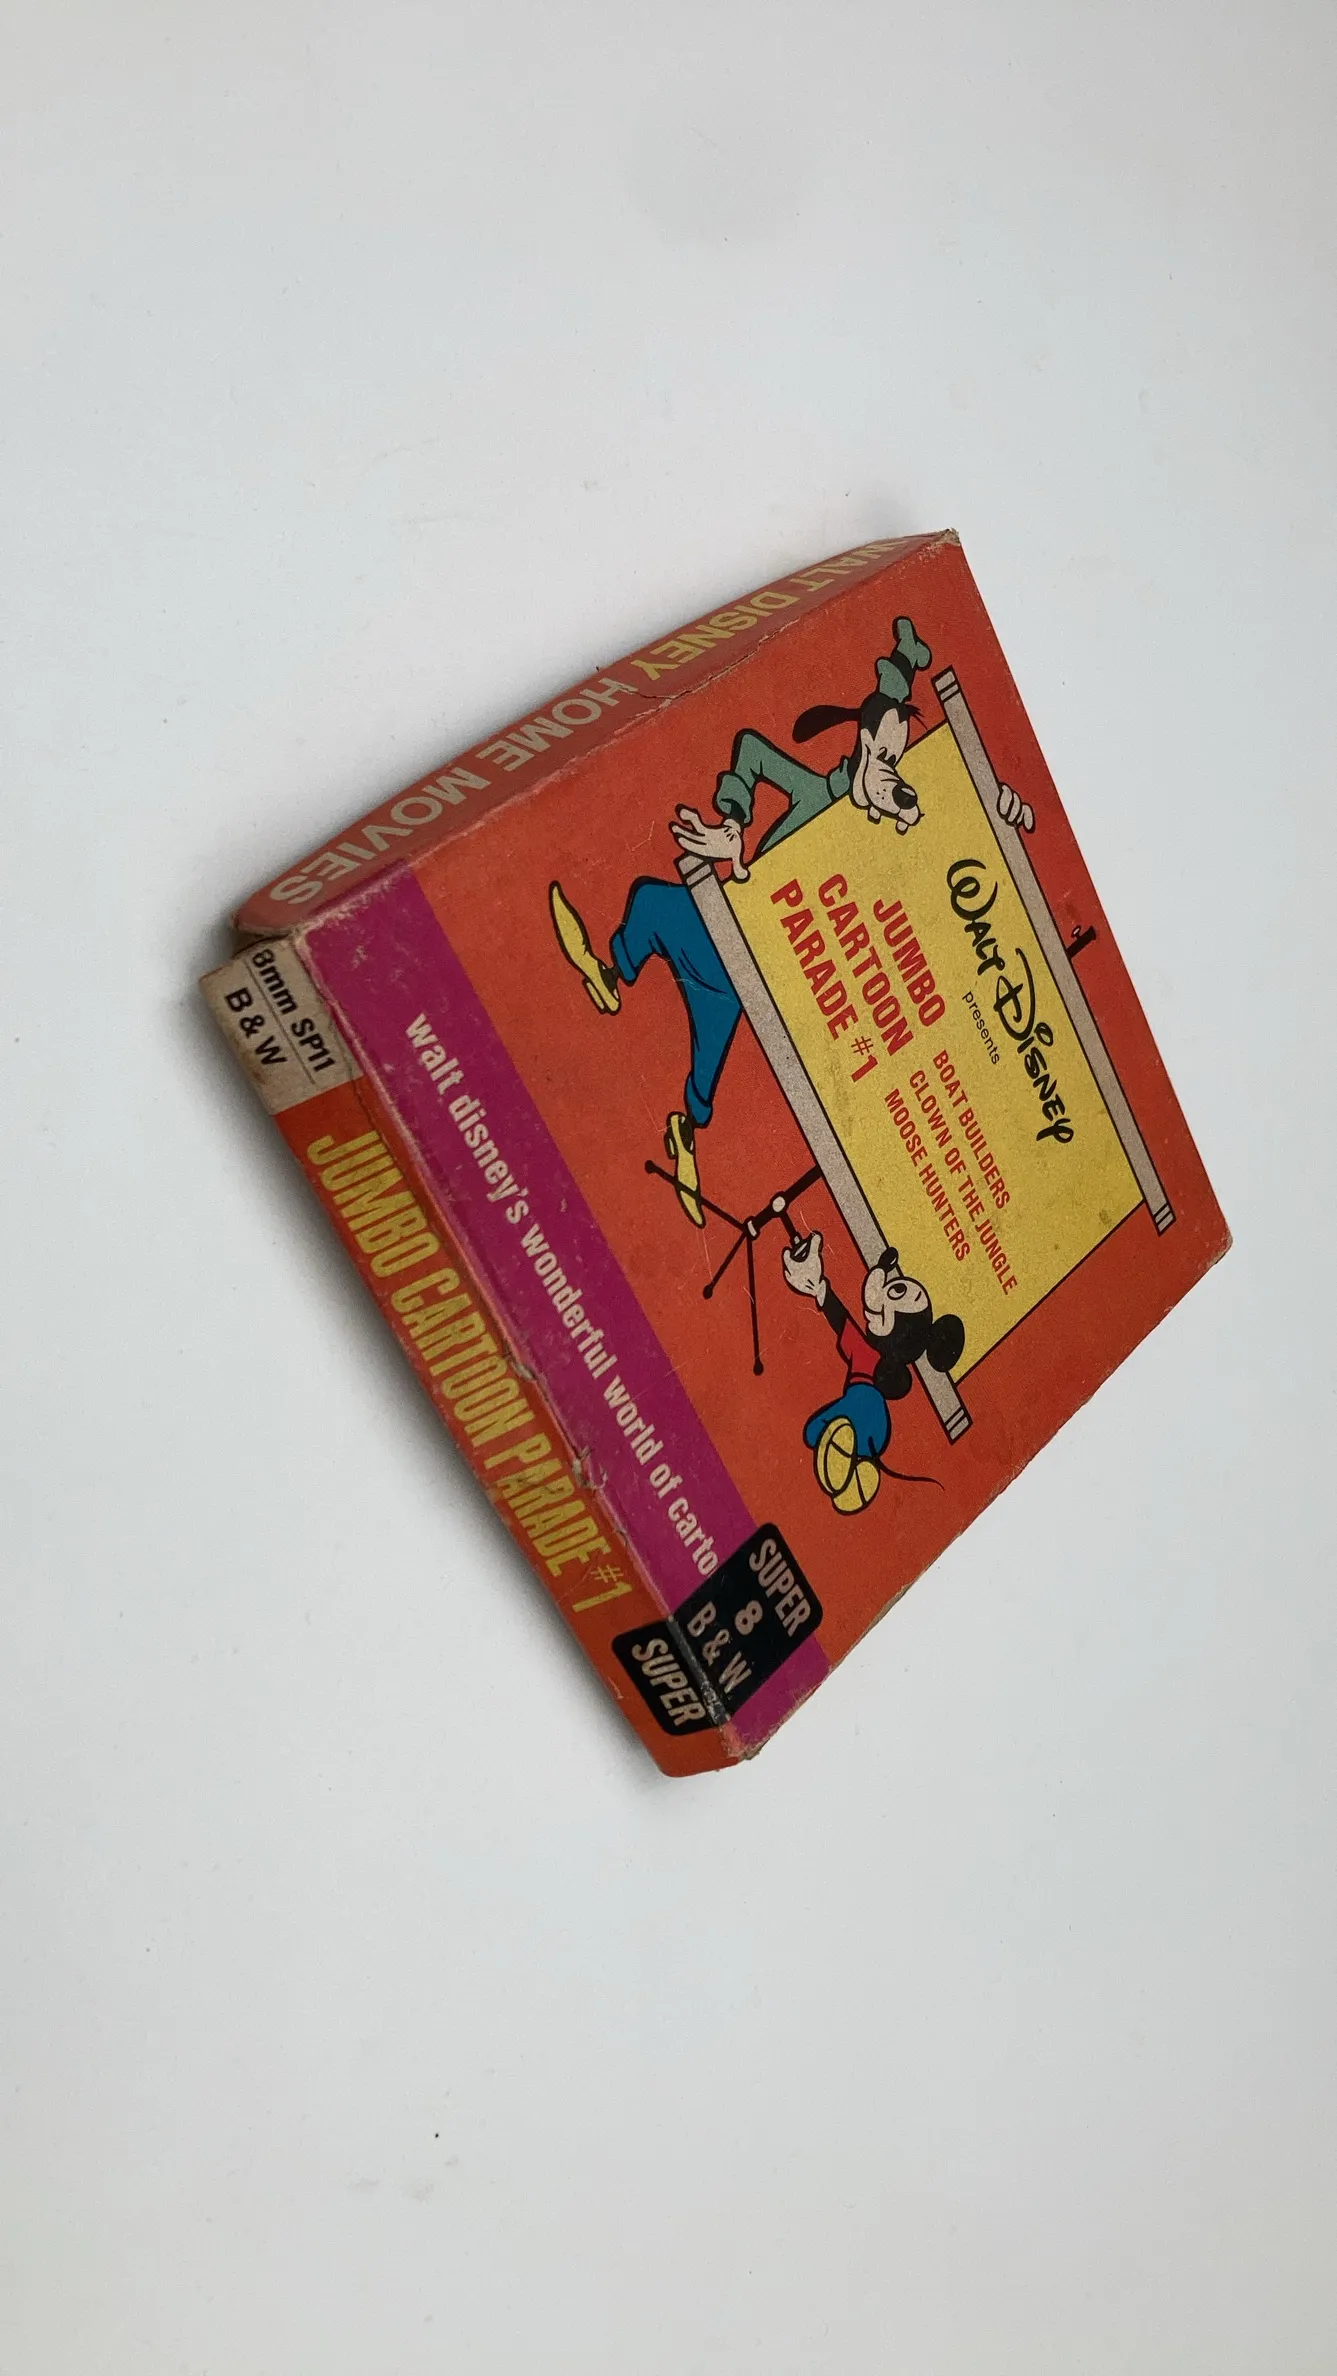 WALT DISNEY
presents
JUMBO
CARTOON
PARADE #1
BOAT BUILDERS
CLOWN OF THE JUNGLE
MOOSE HUNTERS
walt disney's wonderful world of carto
SUPER
8
B & W
WALT DISNEY HOME MOVIES
8mm SP11
B & W
JUMBO CARTOON PARADE #1
SUPER